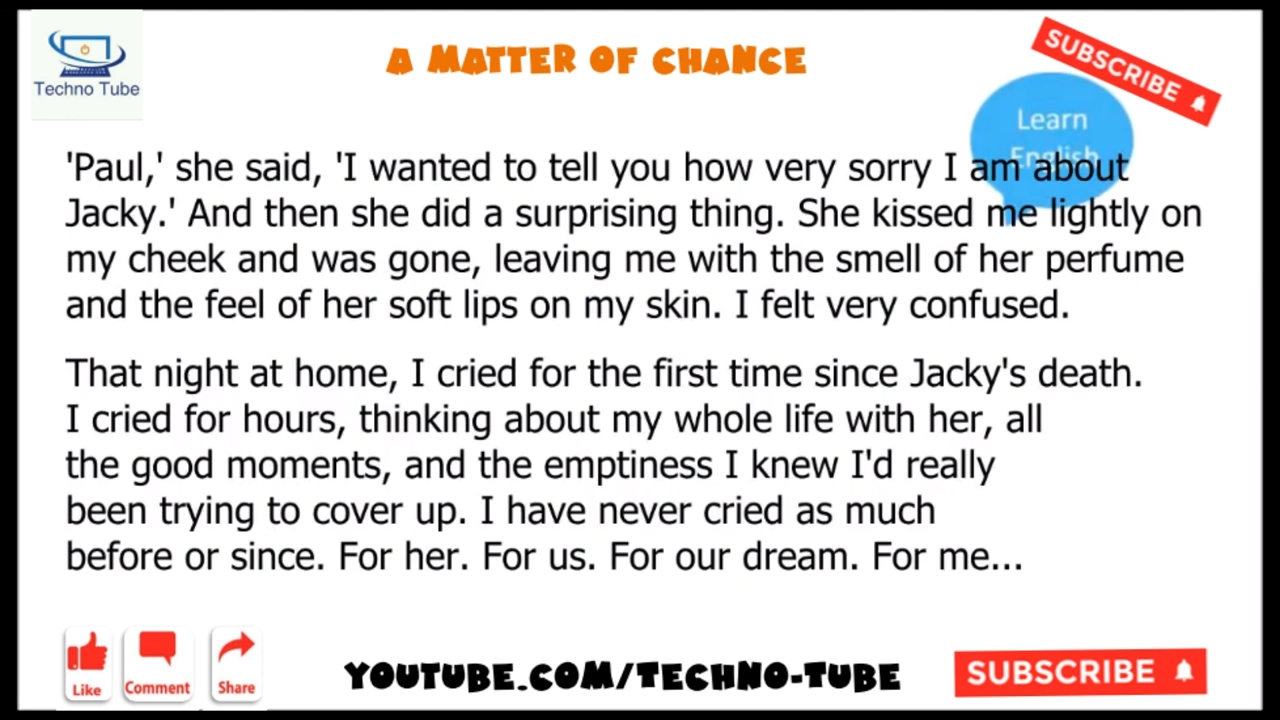 A MATTER OF CHANCE
SUBSCRIBE
Techno Tube
Learn
English
'Paul,' she said, 'I wanted to tell you how very sorry I am about
Jacky.' And then she did a surprising thing. She kissed me lightly on
my cheek and was gone, leaving me with the smell of her perfume
and the feel of her soft lips on my skin. I felt very confused.
That night at home, I cried for the first time since Jacky's death.
I cried for hours, thinking about my whole life with her, all
the good moments, and the emptiness I knew I'd really
been trying to cover up. I have never cried as much
before or since. For her. For us. For our dream. For me...
Like
Comment
Share
YOUTUBE.COM/TECHNO-TUBE
SUBSCRIBE